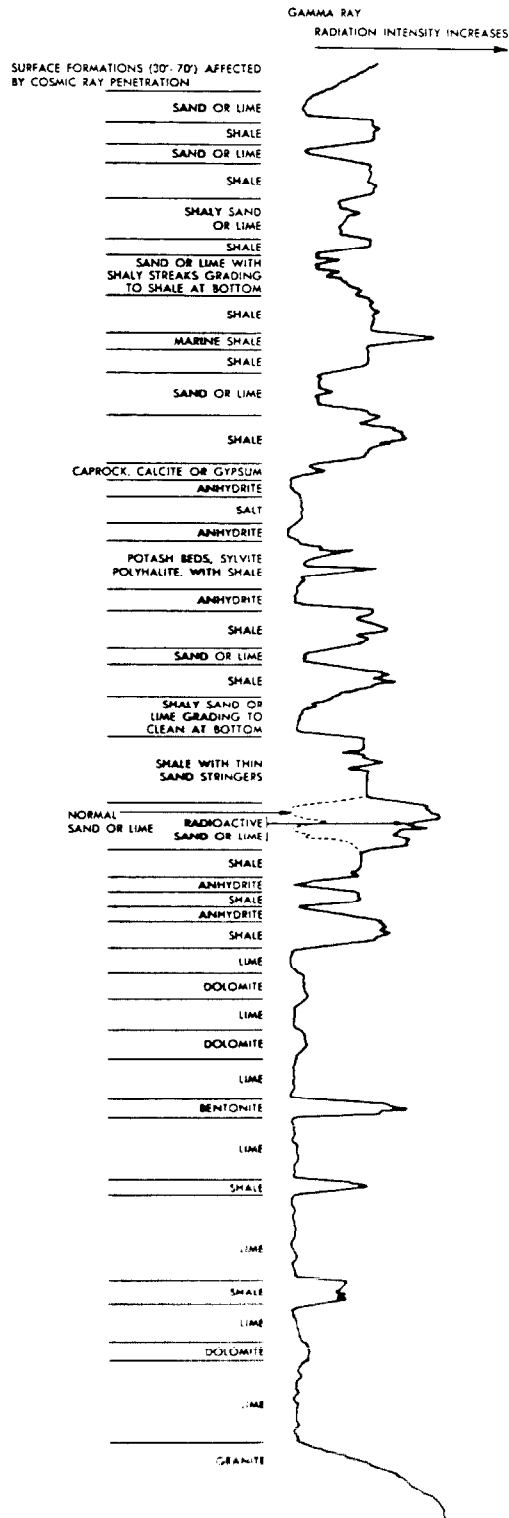 GAMMA RAY
RADIATION INTENSITY INCREASES
SURFACE FORMATIONS (30'- 70') AFFECTED
BY COSMIC RAY PENETRATION
SAND OR LIME
SHALE
SAND OR LIME
SHALE
SHALY SAND
OR LIME
SHALE
SAND OR LIME WITH
SHALY STREAKS GRADING
TO SHALE AT BOTTOM
SHALE
MARINE SHALE
SHALE
SAND OR LIME
SHALE
CAPROCK, CALCITE OR GYPSUM
ANHYDRITE
SALT
ANHYDRITE
POTASH BEDS, SYLVITE
POLYHALITE, WITH SHALE
ANHYDRITE
SHALE
SAND OR LIME
SHALE
SHALY SAND OR
LIME GRADING TO
CLEAN AT BOTTOM
SHALE WITH THIN
SAND STRINGERS
NORMAL
SAND OR LIME
RADIOACTIVE
SAND OR LIME
SHALE
ANHYDRITE
SHALE
ANHYDRITE
SHALE
LIME
DOLOMITE
LIME
DOLOMITE
LIME
BENTONITE
LIME
SHALE
LIME
SHALE
LIME
DOLOMITE
LIME
GRANITE